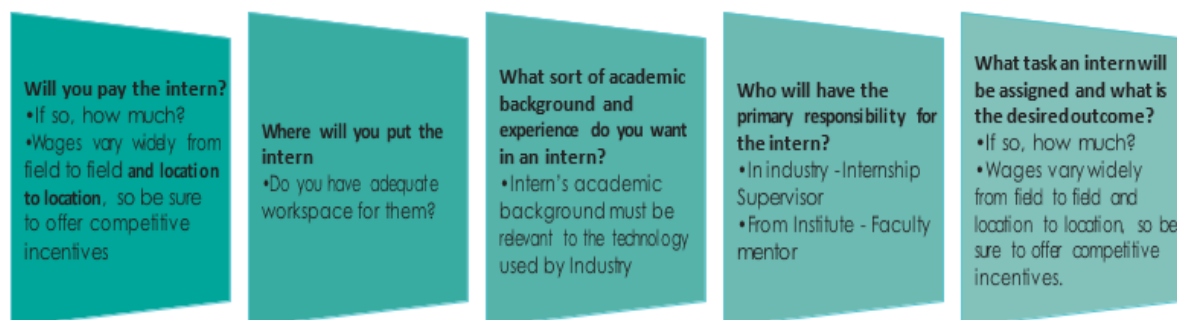 Will you pay the intern?
•If so, how much?
•Wages vary widely from
field to field and location
to location, so be sure
to offer competitive
incentives
Where will you put the
intern
•Do you have adequate
workspace for them?
What sort of academic
background and
experience do you want
in an intern?
•Intern's academic
background must be
relevant to the technology
used by Industry
Who will have the
primary responsibility for
the intern?
•In industry -Internship
Supervisor
•From Institute - Faculty
mentor
What task an intern will
be assigned and what is
the desired outcome?
•If so, how much?
•Wages vary widely
from field to field and
location to location, so be
sure to offer competitive
incentives.